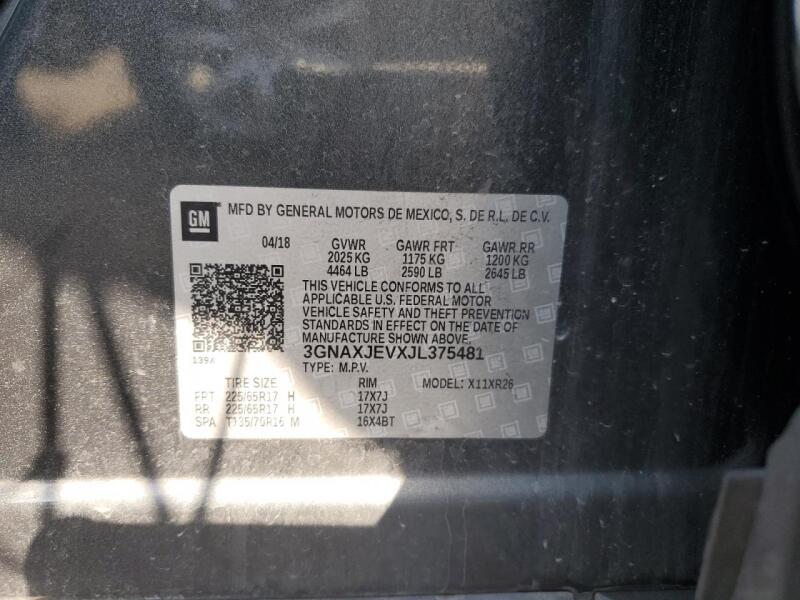 GM ® MFD BY GENERAL MOTORS DE MEXICO, S. DE R.L. DE C.V.
04/18 GVWR GAWR FRT GAWR RR
2025 KG 1175 KG 1200 KG
4464 LB 2590 LB 2645 LB
THIS VEHICLE CONFORMS TO ALL
APPLICABLE U.S. FEDERAL MOTOR
VEHICLE SAFETY AND THEFT PREVENTION
STANDARDS IN EFFECT ON THE DATE OF
MANUFACTURE SHOWN ABOVE.
139X 3GNAXJEVXJL375481
TYPE: M.P.V.
TIRE SIZE RIM MODEL: X11XR26
FRT 225/65R17 H 17X7J
RR 225/65R17 H 17X7J
SPA T135/70R16 M 16X4BT